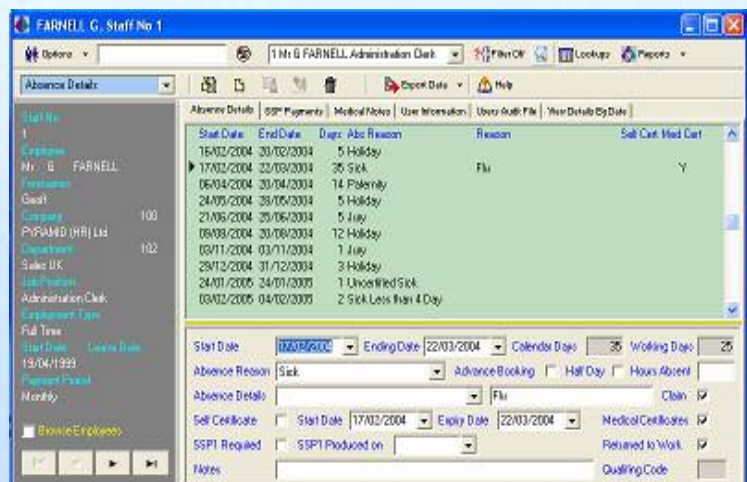 FARNELL G, Staff No 1
Options 1 Mr G FARNELL Administration Clerk Filter Off Lookups Reports
Absence Details Export Data Help
Absence Details SSP Payments Medical Notes User Information Users Audit File View Details By Date
Staff No
1
Employee
Mr G FARNELL
Forenames
Geoff
Company 100
PYRAMID (HR) Ltd
Department 102
Sales UK
Job Position
Administration Clerk
Employment Type
Full Time
Start Date Leave Date
19/04/1999
Payment Period
Monthly
Browse Employees
Start Date End Date Days Abs Reason Reason Self Cert Med Cert
16/02/2004 20/02/2004 5 Holiday
17/02/2004 22/03/2004 35 Sick Flu Y
06/04/2004 20/04/2004 14 Paternity
24/05/2004 28/05/2004 5 Holiday
21/06/2004 25/06/2004 5 Jury
09/08/2004 20/08/2004 12 Holiday
03/11/2004 03/11/2004 1 Jury
29/12/2004 31/12/2004 3 Holiday
24/01/2005 24/01/2005 1 Uncertified Sick
03/02/2005 04/02/2005 2 Sick Less than 4 Day
Start Date 17/02/2004 Ending Date 22/03/2004 Calendar Days 35 Working Days 25
Absence Reason Sick Advance Booking Half Day Hours Absent
Absence Details Flu Claim
Self Certificate Start Date 17/02/2004 Expiry Date 22/03/2004 Medical Certificates
SSP1 Required SSP1 Produced on Returned to Work
Notes Qualifing Code